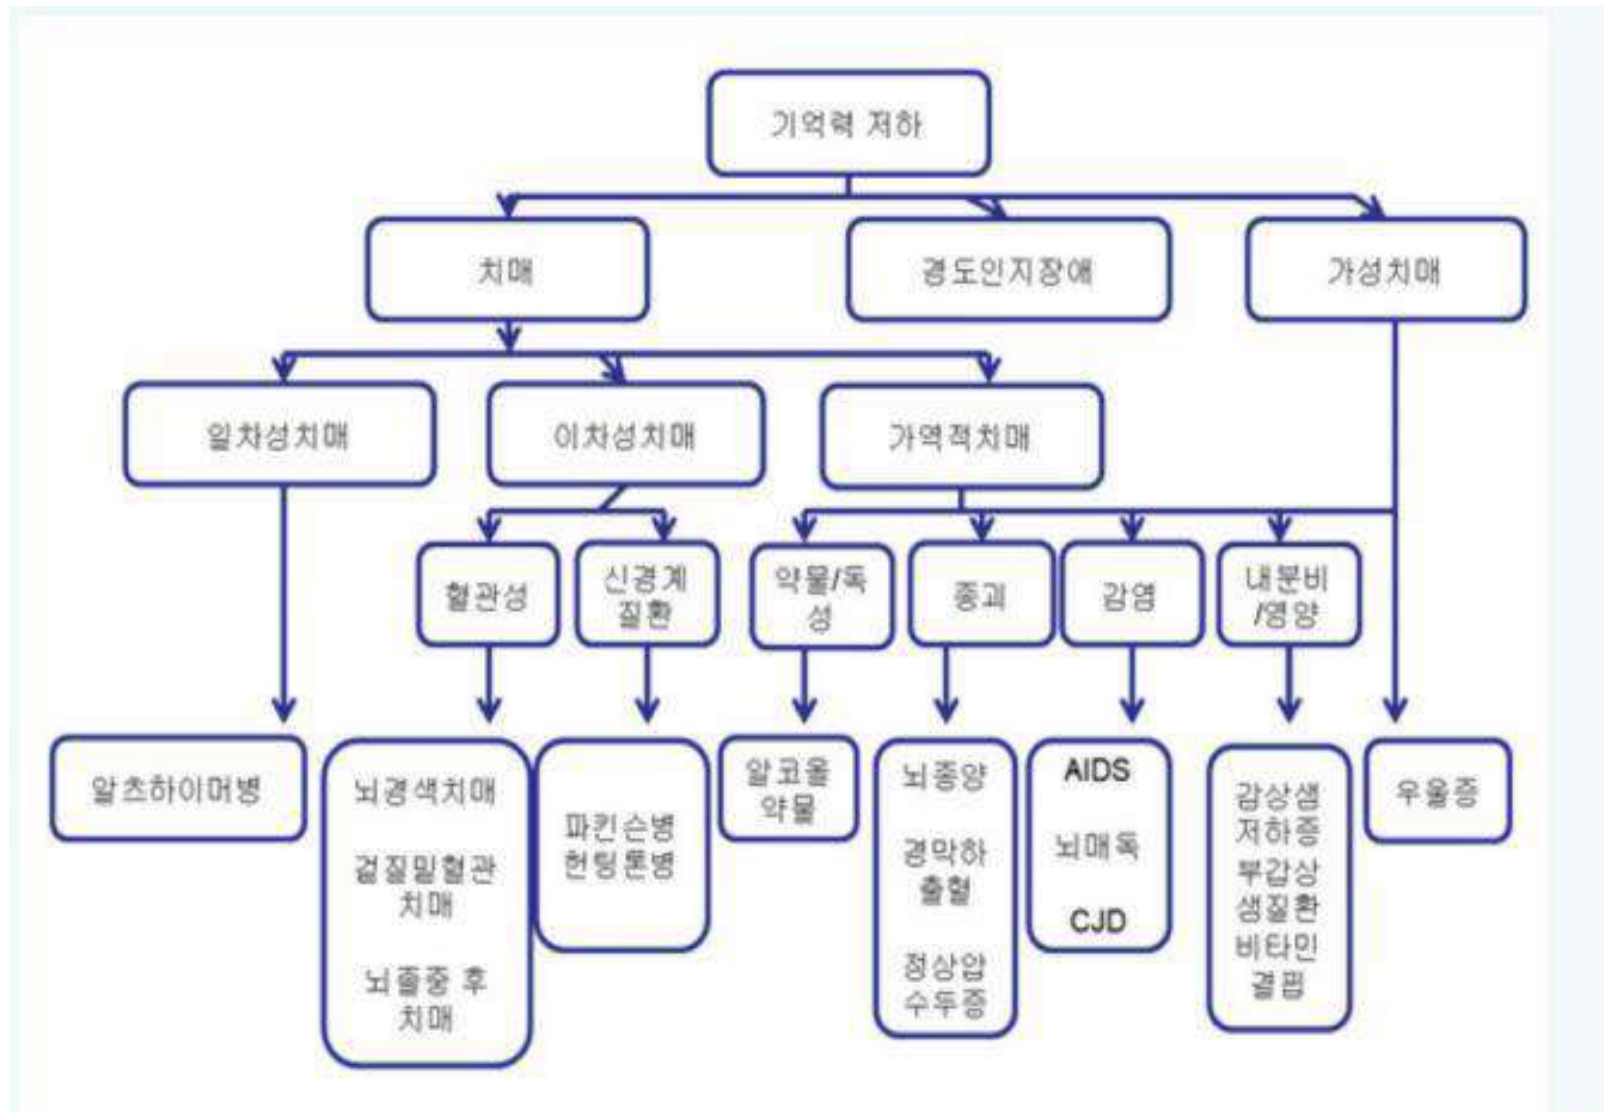 기억력 저하
치매
경도인지장애
가성치매
일차성치매
이차성치매
가역적치매
혈관성
신경계
질환
약물/독
성
종괴
감염
내분비
/영양
알츠하이머병
뇌경색치매
겉질밑혈관
치매
뇌졸중 후
치매
파킨슨병
헌팅톤병
알코올
약물
뇌종양
경막하
출혈
정상압
수두증
AIDS
뇌매독
CJD
갑상샘
저하증
부갑상
생질환
비타민
결핍
우울증